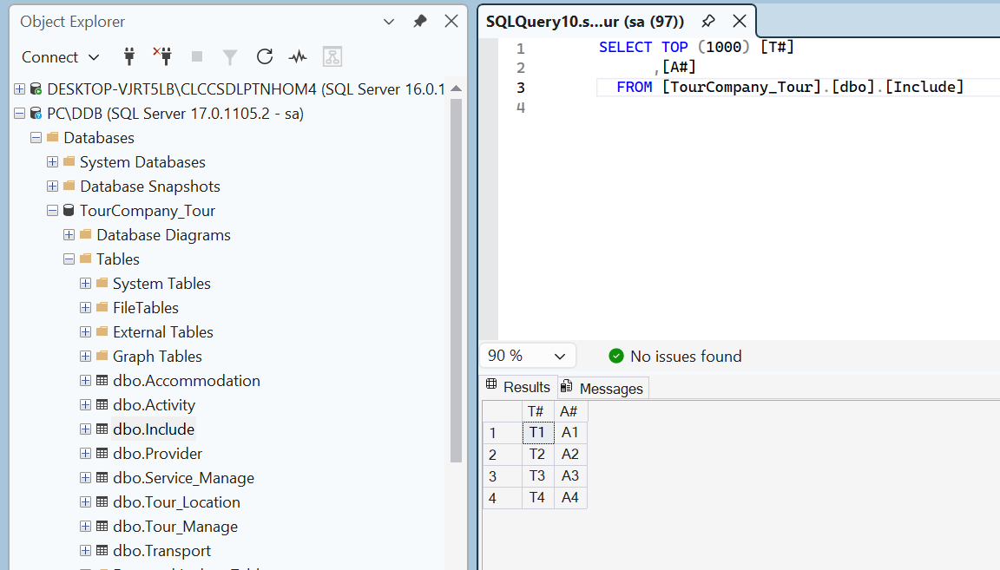 Object Explorer
Connect
DESKTOP-VJRT5LB\CLCCSDLPTNHOM4 (SQL Server 16.0.1
PC\DDB (SQL Server 17.0.1105.2 - sa)
Databases
System Databases
Database Snapshots
TourCompany_Tour
Database Diagrams
Tables
System Tables
FileTables
External Tables
Graph Tables
dbo.Accommodation
dbo.Activity
dbo.Include
dbo.Provider
dbo.Service_Manage
dbo.Tour_Location
dbo.Tour_Manage
dbo.Transport
SQLQuery10.s...ur (sa (97))
1 SELECT TOP (1000) [T#]
2 ,[A#]
3 FROM [TourCompany_Tour].[dbo].[Include]
4
90 % No issues found
Results Messages
T# A#
1 T1 A1
2 T2 A2
3 T3 A3
4 T4 A4